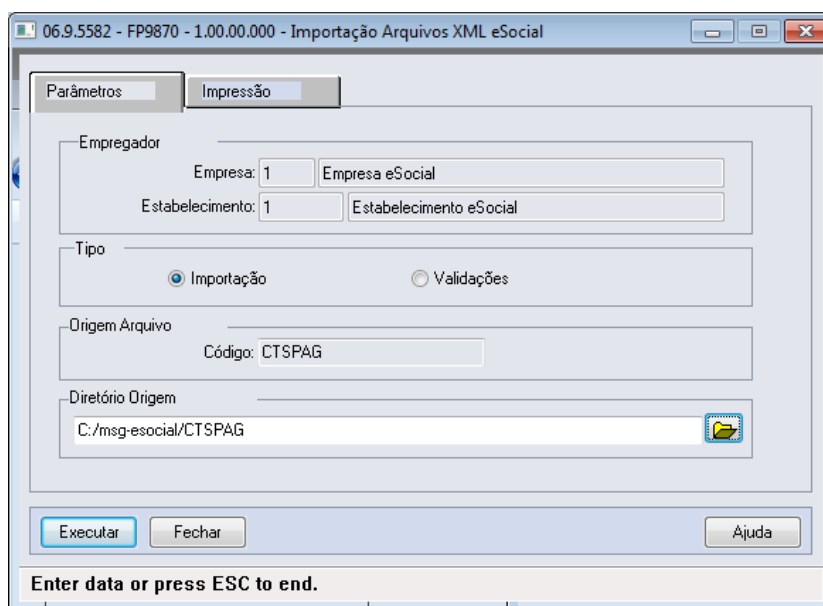 06.9.5582 - FP9870 - 1.00.00.000 - Importação Arquivos XML eSocial
Parâmetros Impressão
Empregador
Empresa: 1 Empresa eSocial
Estabelecimento: 1 Estabelecimento eSocial
Tipo
Importação Validações
Origem Arquivo
Código: CTSPAG
Diretório Origem
C:/msg-esocial/CTSPAG
Executar Fechar Ajuda
Enter data or press ESC to end.